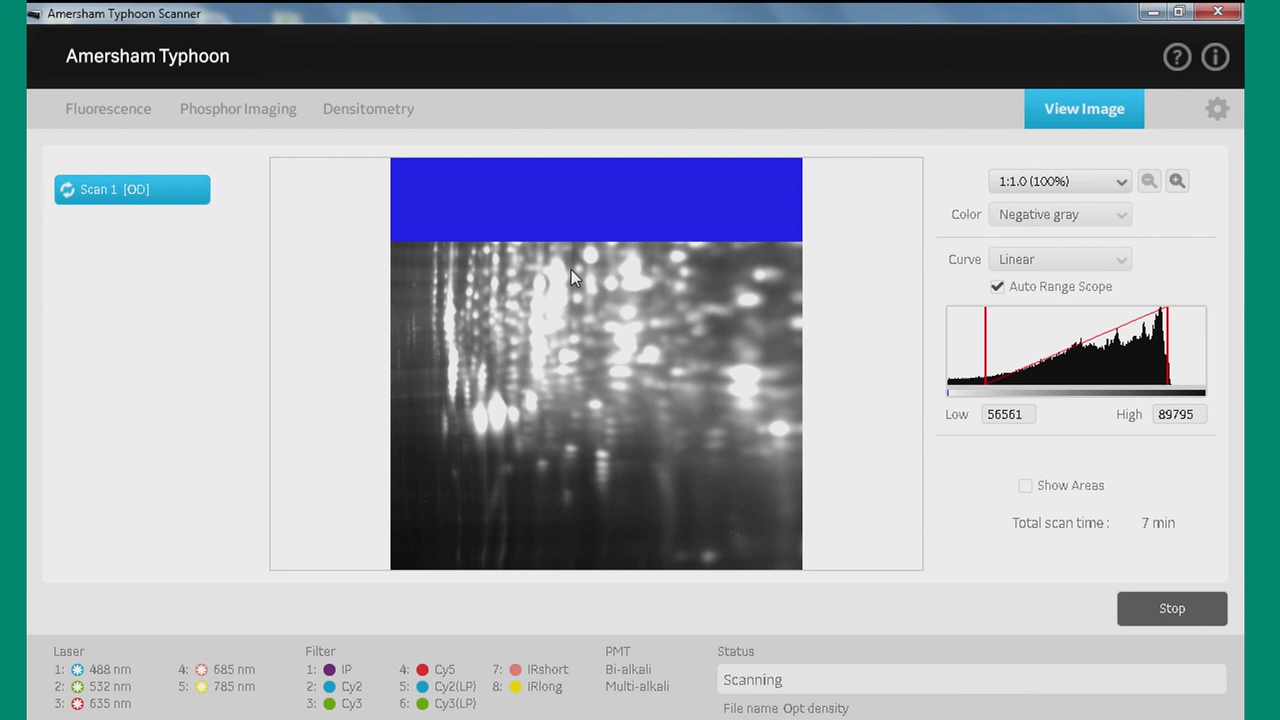 Amersham Typhoon Scanner
Amersham Typhoon
Fluorescence Phosphor Imaging Densitometry View Image
Scan 1 [OD]
1:1.0 (100%)
Color Negative gray
Curve Linear
Auto Range Scope
Low 56561 High 89795
Show Areas
Total scan time : 7 min
Stop
Laser Filter PMT Status
1: 488 nm 4: 685 nm 1: IP 4: Cy5 7: IRshort Bi-alkali
2: 532 nm 5: 785 nm 2: Cy2 5: Cy2(LP) 8: IRlong Multi-alkali Scanning
3: 635 nm 3: Cy3 6: Cy3(LP) File name Opt density